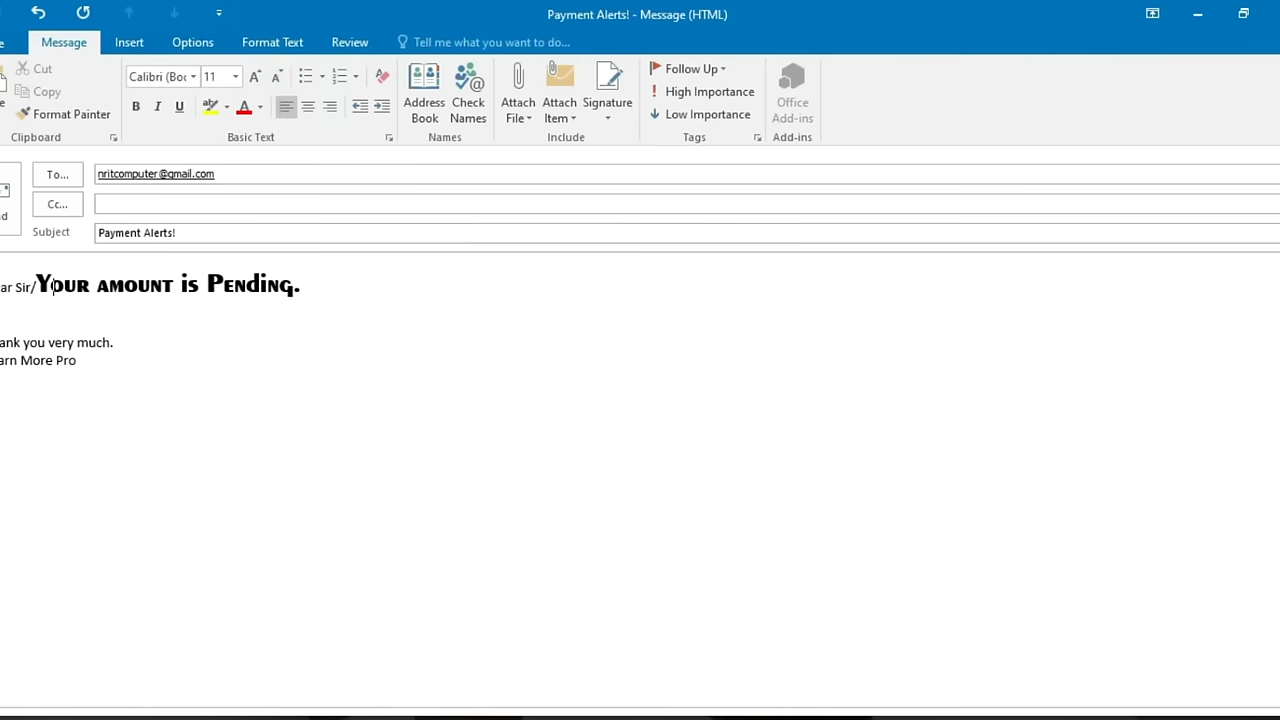 Payment Alerts! - Message (HTML)
Message Insert Options Format Text Review Tell me what you want to do...
Cut
Copy
Format Painter
Clipboard
Calibri (Boc 11
B I U
Basic Text
Address Book
Check Names
Names
Attach File
Attach Item
Signature
Include
Follow Up
High Importance
Low Importance
Tags
Office Add-ins
Add-ins
To... nritcomputer@gmail.com
Cc...
Subject Payment Alerts!
ar Sir/Your amount is Pending.
ank you very much.
arn More Pro